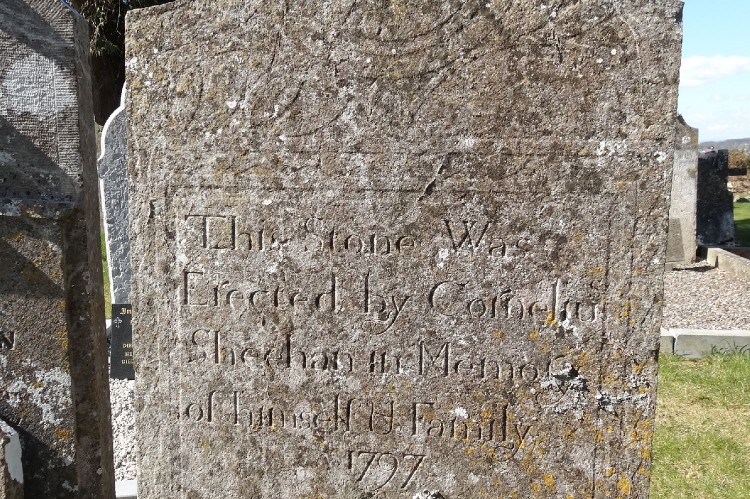 This Stone Was
Erected by Cornelius
Sheehan in Memory
of himself & Family
1797